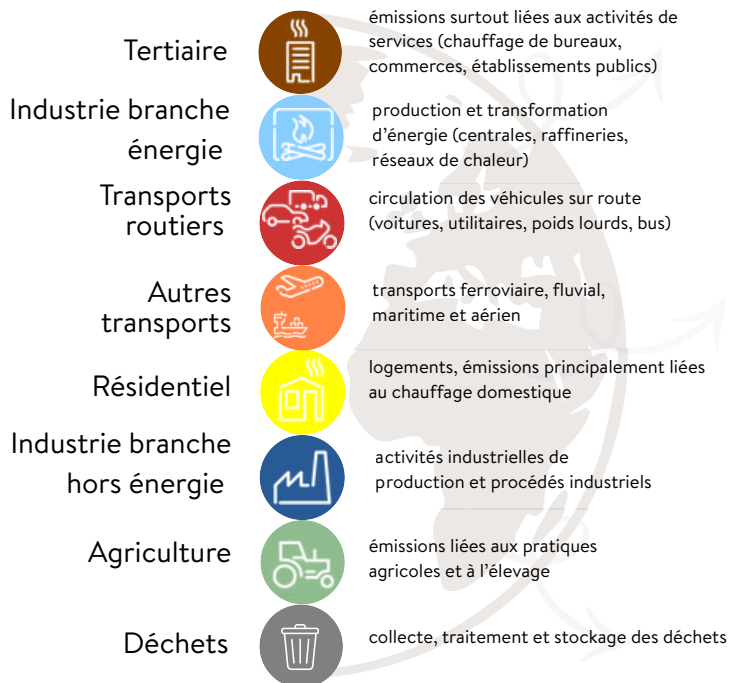 Tertiaire
émissions surtout liées aux activités de
services (chauffage de bureaux,
commerces, établissements publics)
Industrie branche
énergie
production et transformation
d'énergie (centrales, raffineries,
réseaux de chaleur)
Transports
routiers
circulation des véhicules sur route
(voitures, utilitaires, poids lourds, bus)
Autres
transports
transports ferroviaire, fluvial,
maritime et aérien
Résidentiel
logements, émissions principalement liées
au chauffage domestique
Industrie branche
hors énergie
activités industrielles de
production et procédés industriels
Agriculture
émissions liées aux pratiques
agricoles et à l'élevage
Déchets
collecte, traitement et stockage des déchets